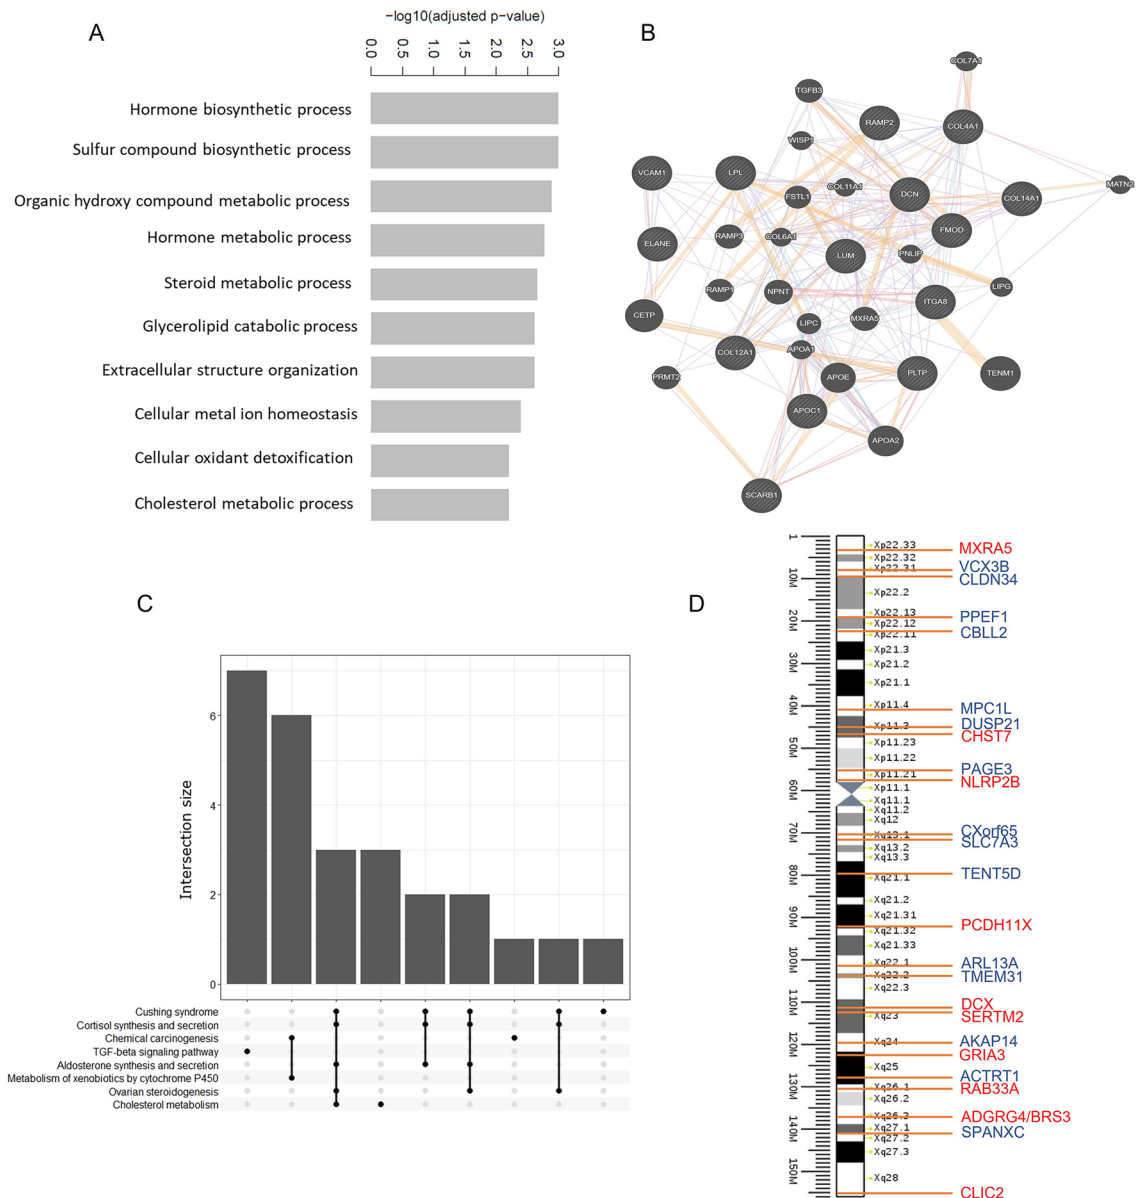 A
−log10(adjusted p−value)
0.0
0.5
1.0
1.5
2.0
2.5
3.0
Hormone biosynthetic process
Sulfur compound biosynthetic process
Organic hydroxy compound metabolic process
Hormone metabolic process
Steroid metabolic process
Glycerolipid catabolic process
Extracellular structure organization
Cellular metal ion homeostasis
Cellular oxidant detoxification
Cholesterol metabolic process
B
COL7A1
TGFB3
RAMP2
COL4A1
WISP1
VCAM1
LPL
COL11A1
FSTL1
DCN
MATN2
COL14A1
ELANE
RAMP3
COL6A1
FMOD
LUM
PNLIP
RAMP1
NPNT
LIPG
ITGA8
CETP
LIPC
MXRA5
COL12A1
APOA1
PRMT2
APOE
PLTP
TENM1
APOC1
APOA2
SCARB1
C
Intersection size
6
4
2
0
Cushing syndrome
Cortisol synthesis and secretion
Chemical carcinogenesis
TGF-beta signaling pathway
Aldosterone synthesis and secretion
Metabolism of xenobiotics by cytochrome P450
Ovarian steroidogenesis
Cholesterol metabolism
D
1
10M
20M
30M
40M
50M
60M
70M
80M
90M
100M
110M
120M
130M
140M
150M
Xp22.33
Xp22.32
Xp22.31
Xp22.2
Xp22.13
Xp22.12
Xp22.11
Xp21.3
Xp21.2
Xp21.1
Xp11.4
Xp11.3
Xp11.23
Xp11.22
Xp11.21
Xp11.1
Xq11.1
Xq11.2
Xq12
Xq13.1
Xq13.2
Xq13.3
Xq21.1
Xq21.2
Xq21.31
Xq21.32
Xq21.33
Xq22.1
Xq22.2
Xq22.3
Xq23
Xq24
Xq25
Xq26.1
Xq26.2
Xq26.3
Xq27.1
Xq27.2
Xq27.3
Xq28
MXRA5
VCX3B
CLDN34
PPEF1
CBLL2
MPC1L
DUSP21
CHST7
PAGE3
NLRP2B
CXorf65
SLC7A3
TENT5D
PCDH11X
ARL13A
TMEM31
DCX
SERTM2
AKAP14
GRIA3
ACTRT1
RAB33A
ADGRG4/BRS3
SPANXC
CLIC2